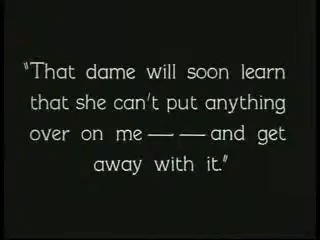 "That dame will soon learn
that she can't put anything
over on me — — and get
away with it."